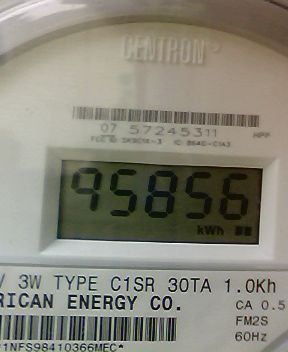 CENTRON
07 57245311 HPP
95856
kWh
V 3W TYPE C1SR 30TA 1.0Kh
RICAN ENERGY CO. CA 0.5
FM2S
60Hz
1NFS98410366MEC*